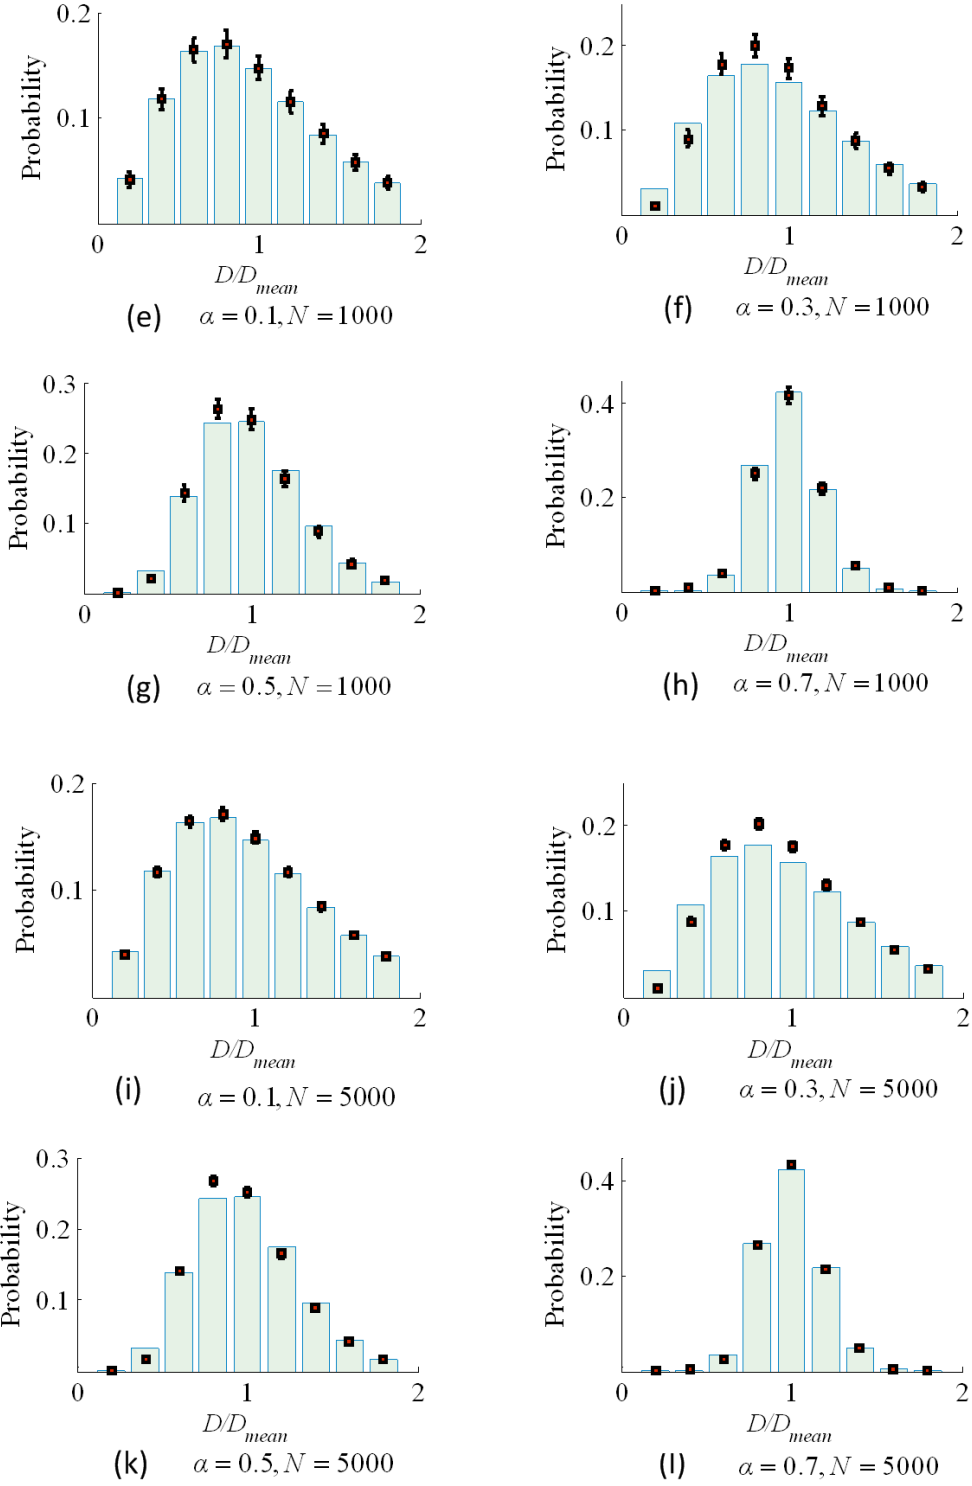 0.2
0.1
Probability
0 1 2
D/D_mean
(e) α = 0.1, N = 1000
0.2
0.1
Probability
0 1 2
D/D_mean
(f) α = 0.3, N = 1000
0.3
0.2
0.1
Probability
0 1 2
D/D_mean
(g) α = 0.5, N = 1000
0.4
0.2
Probability
0 1 2
D/D_mean
(h) α = 0.7, N = 1000
0.2
0.1
Probability
0 1 2
D/D_mean
(i) α = 0.1, N = 5000
0.2
0.1
Probability
0 1 2
D/D_mean
(j) α = 0.3, N = 5000
0.3
0.2
0.1
Probability
0 1 2
D/D_mean
(k) α = 0.5, N = 5000
0.4
0.2
Probability
0 1 2
D/D_mean
(l) α = 0.7, N = 5000